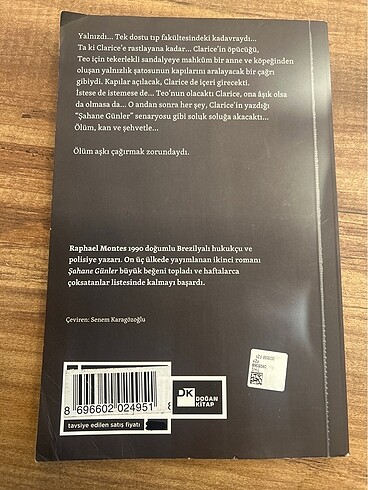 Yalnızdı... Tek dostu tıp fakültesindeki kadavraydı...
Ta ki Clarice'e rastlayana kadar... Clarice'in öpücüğü,
Teo için tekerlekli sandalyeye mahkûm bir anne ve köpeğinden
oluşan yalnızlık şatosunun kapılarını aralayacak bir çağrı
gibiydi. Kapılar açılacak, Clarice de içeri girecekti.
İstese de istemese de... Teo'nun olacaktı Clarice, ona âşık olsa
da olmasa da... O andan sonra her şey, Clarice'in yazdığı
“Şahane Günler” senaryosu gibi soluk soluğa akacaktı...
Ölüm, kan ve şehvetle...
Ölüm aşkı çağırmak zorundaydı.
Raphael Montes 1990 doğumlu Brezilyalı hukukçu ve
polisiye yazarı. On üç ülkede yayımlanan ikinci romanı
Şahane Günler büyük beğeni topladı ve haftalarca
çoksatanlar listesinde kalmayı başardı.
Çeviren: Senem Karagözoğlu
8 696602 024951
tavsiye edilen satış fiyatı
DK
DOĞAN
KİTAP